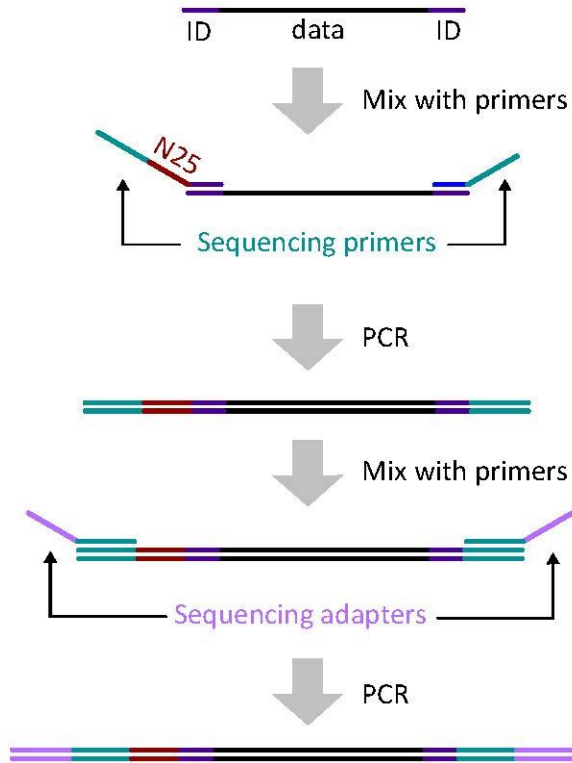 ID data ID
Mix with primers
N25
Sequencing primers
PCR
Mix with primers
Sequencing adapters
PCR